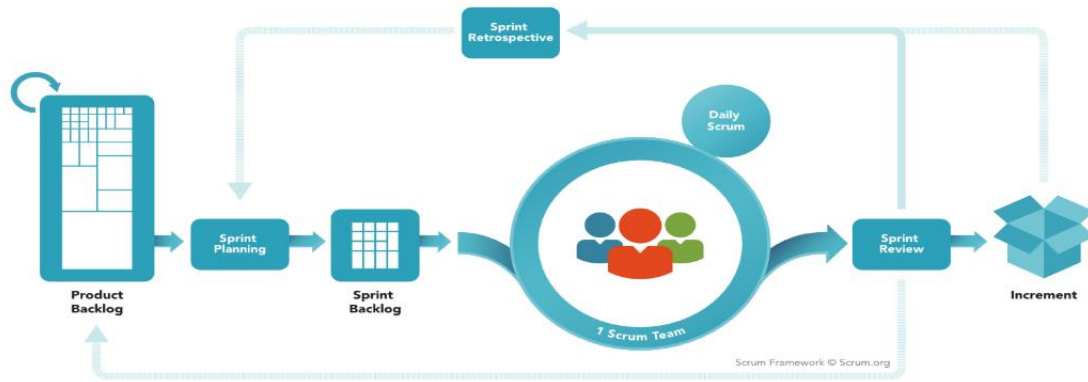 Sprint
Retrospective
Daily
Scrum
Sprint
Planning
Sprint
Review
Product
Backlog
Sprint
Backlog
Increment
1 Scrum Team
Scrum Framework © Scrum.org